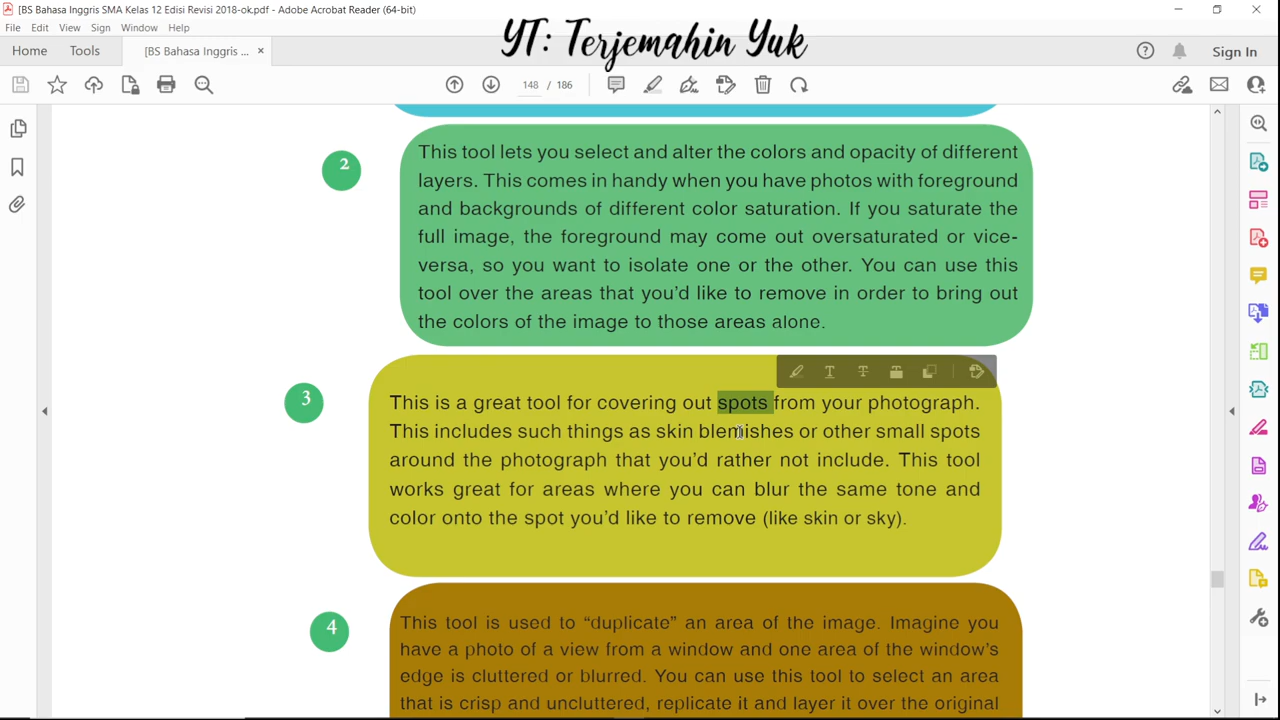 [BS Bahasa Inggris SMA Kelas 12 Edisi Revisi 2018-ok.pdf - Adobe Acrobat Reader (64-bit)
File Edit View Sign Window Help
YT: Terjemahin Yuk
Home Tools [BS Bahasa Inggris ... × Sign In
148 / 186
2
This tool lets you select and alter the colors and opacity of different
layers. This comes in handy when you have photos with foreground
and backgrounds of different color saturation. If you saturate the
full image, the foreground may come out oversaturated or vice-
versa, so you want to isolate one or the other. You can use this
tool over the areas that you’d like to remove in order to bring out
the colors of the image to those areas alone.
3
This is a great tool for covering out spots from your photograph.
This includes such things as skin blemishes or other small spots
around the photograph that you’d rather not include. This tool
works great for areas where you can blur the same tone and
color onto the spot you’d like to remove (like skin or sky).
4
This tool is used to “duplicate” an area of the image. Imagine you
have a photo of a view from a window and one area of the window’s
edge is cluttered or blurred. You can use this tool to select an area
that is crisp and uncluttered, replicate it and layer it over the original